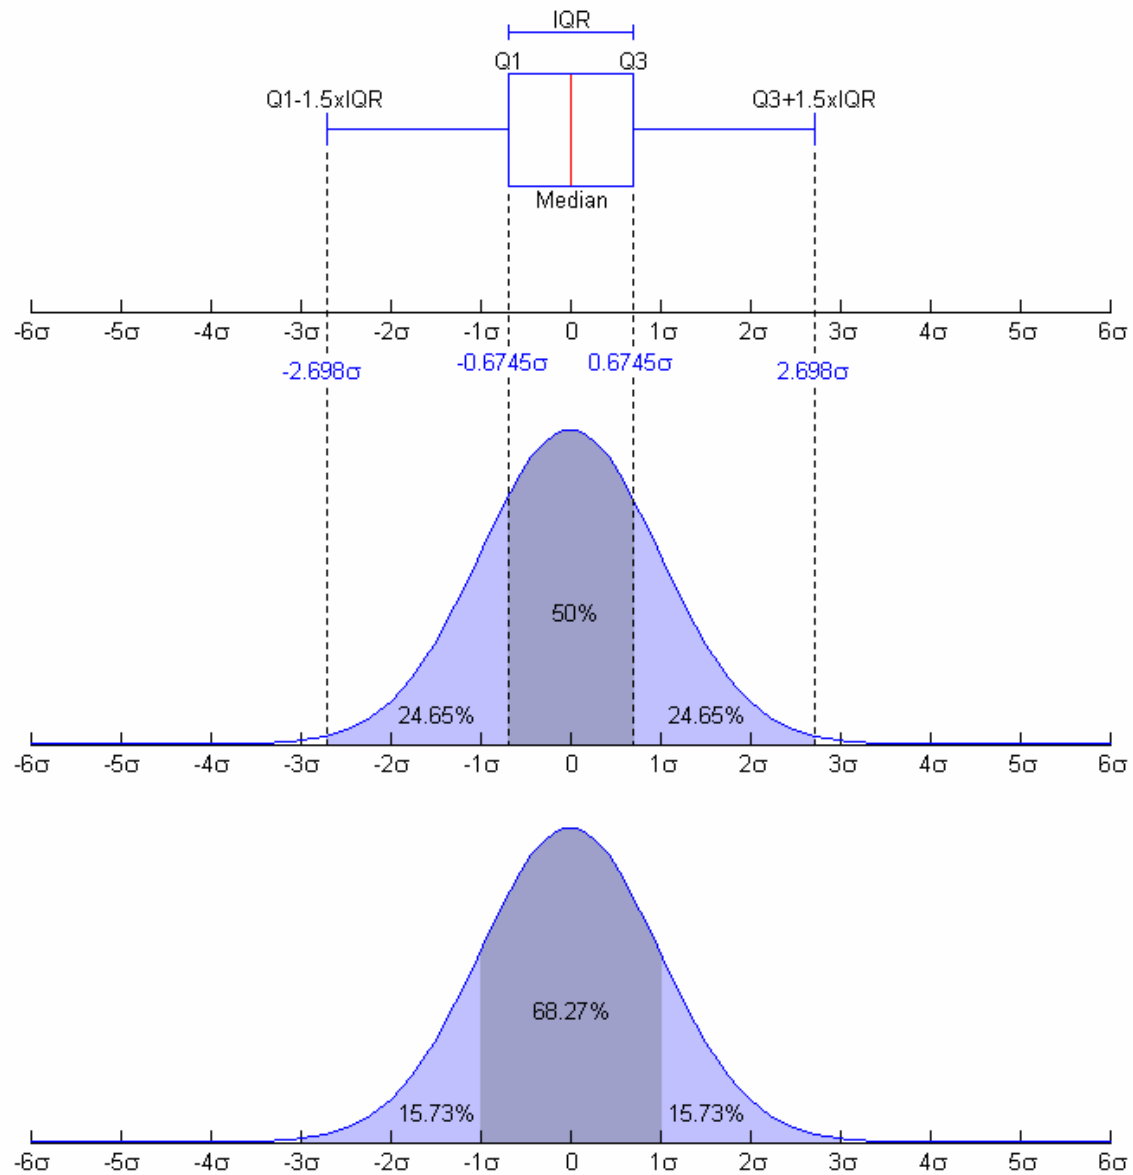 IQR
Q1 Q3
Q1-1.5xIQR Q3+1.5xIQR
Median
-6σ -5σ -4σ -3σ -2σ -1σ 0 1σ 2σ 3σ 4σ 5σ 6σ
-2.698σ -0.6745σ 0.6745σ 2.698σ
50%
24.65% 24.65%
-6σ -5σ -4σ -3σ -2σ -1σ 0 1σ 2σ 3σ 4σ 5σ 6σ
68.27%
15.73% 15.73%
-6σ -5σ -4σ -3σ -2σ -1σ 0 1σ 2σ 3σ 4σ 5σ 6σ